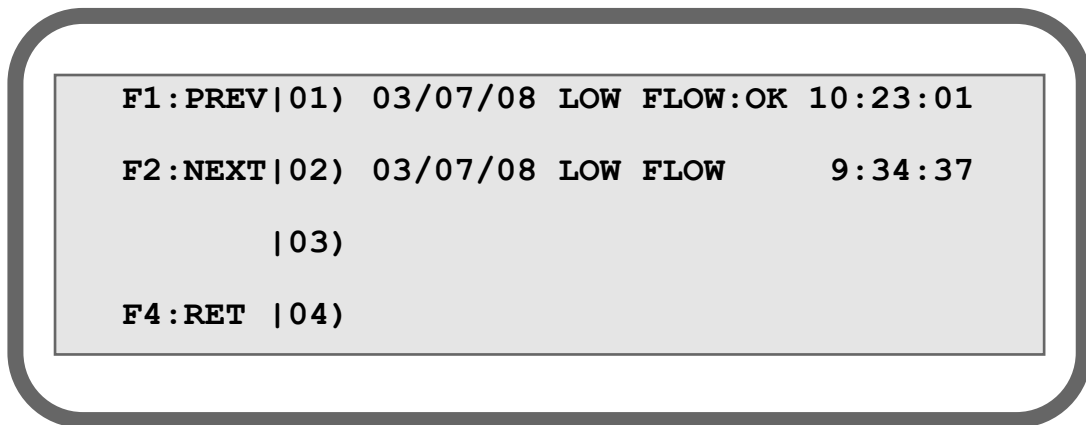 F1:PREV|01) 03/07/08 LOW FLOW:OK 10:23:01
F2:NEXT|02) 03/07/08 LOW FLOW 9:34:37
|03)
F4:RET |04)